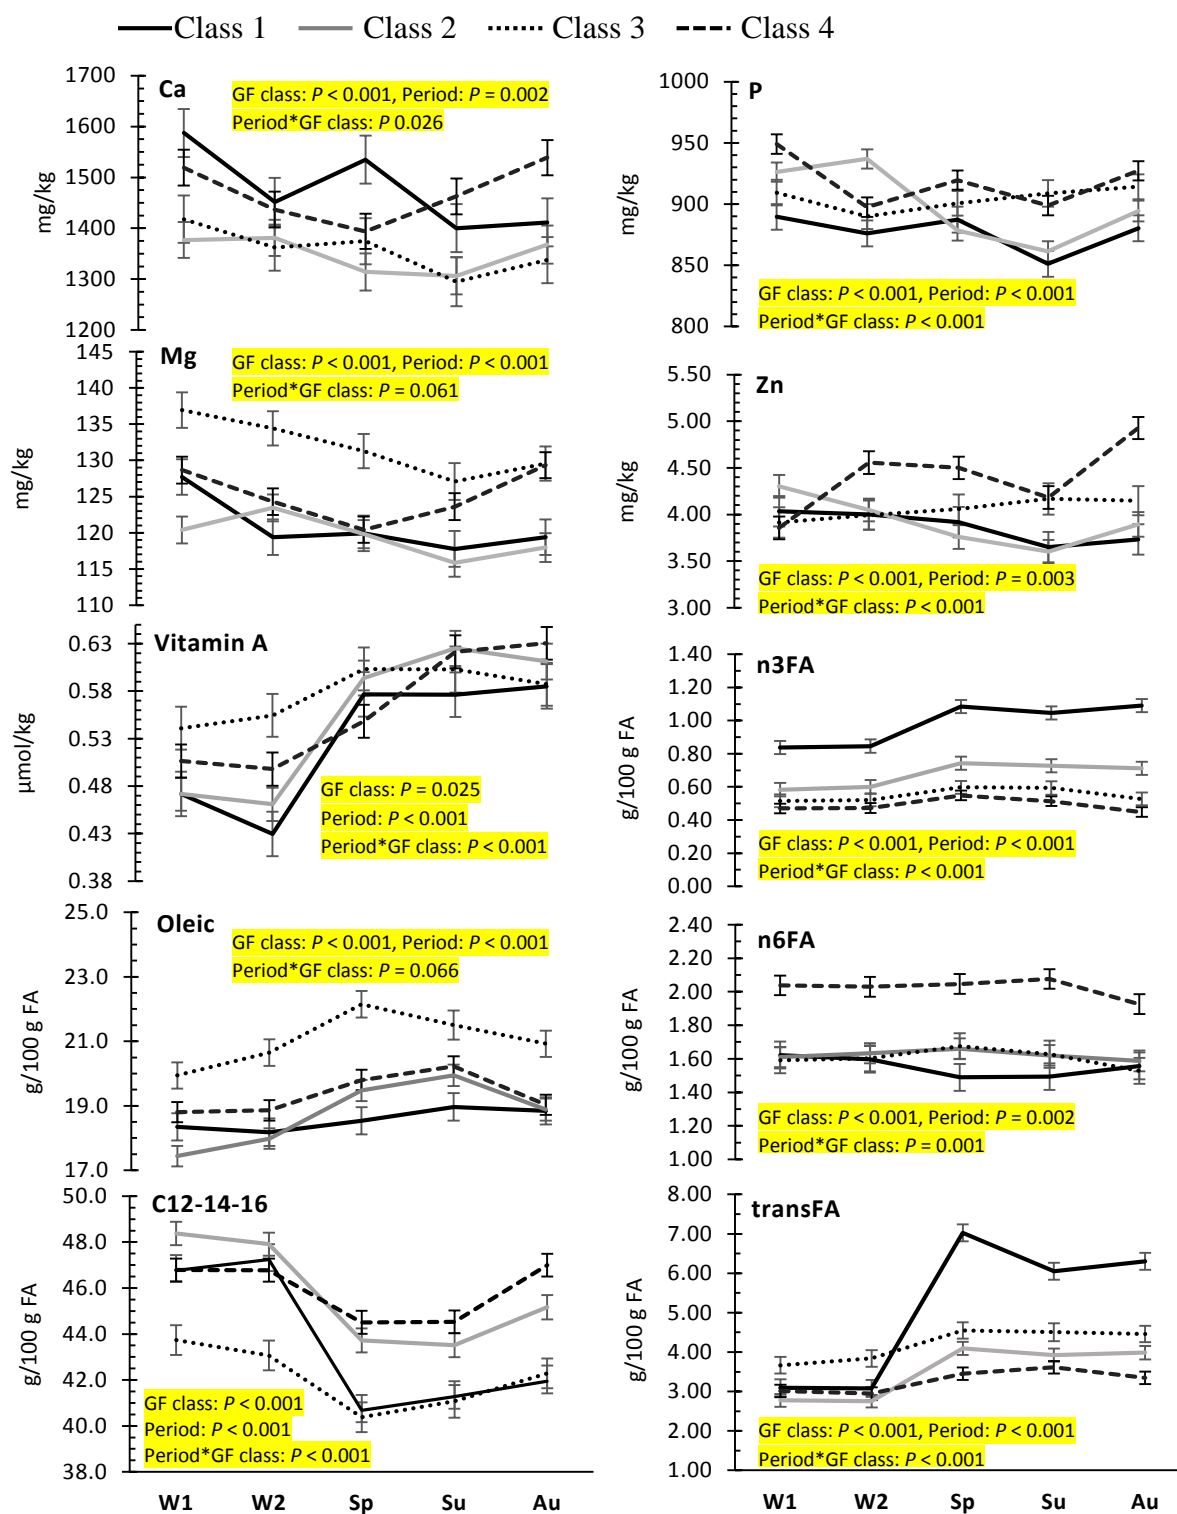 Class 1 Class 2 Class 3 Class 4
Ca
GF class: P < 0.001, Period: P = 0.002
Period*GF class: P 0.026
mg/kg
1700
1600
1500
1400
1300
1200
P
GF class: P < 0.001, Period: P < 0.001
Period*GF class: P < 0.001
mg/kg
1000
950
900
850
800
Mg
GF class: P < 0.001, Period: P < 0.001
Period*GF class: P = 0.061
mg/kg
145
140
135
130
125
120
115
110
Zn
GF class: P < 0.001, Period: P = 0.003
Period*GF class: P < 0.001
mg/kg
5.50
5.00
4.50
4.00
3.50
3.00
Vitamin A
GF class: P = 0.025
Period: P < 0.001
Period*GF class: P < 0.001
µmol/kg
0.63
0.58
0.53
0.48
0.43
0.38
n3FA
GF class: P < 0.001, Period: P < 0.001
Period*GF class: P < 0.001
g/100 g FA
1.40
1.20
1.00
0.80
0.60
0.40
0.20
0.00
Oleic
GF class: P < 0.001, Period: P < 0.001
Period*GF class: P = 0.066
g/100 g FA
25.0
23.0
21.0
19.0
17.0
n6FA
GF class: P < 0.001, Period: P = 0.002
Period*GF class: P = 0.001
g/100 g FA
2.40
2.20
2.00
1.80
1.60
1.40
1.20
1.00
C12-14-16
GF class: P < 0.001
Period: P < 0.001
Period*GF class: P < 0.001
g/100 g FA
50.0
48.0
46.0
44.0
42.0
40.0
38.0
W1 W2 Sp Su Au
transFA
GF class: P < 0.001, Period: P < 0.001
Period*GF class: P < 0.001
g/100 g FA
8.00
7.00
6.00
5.00
4.00
3.00
2.00
1.00
W1 W2 Sp Su Au